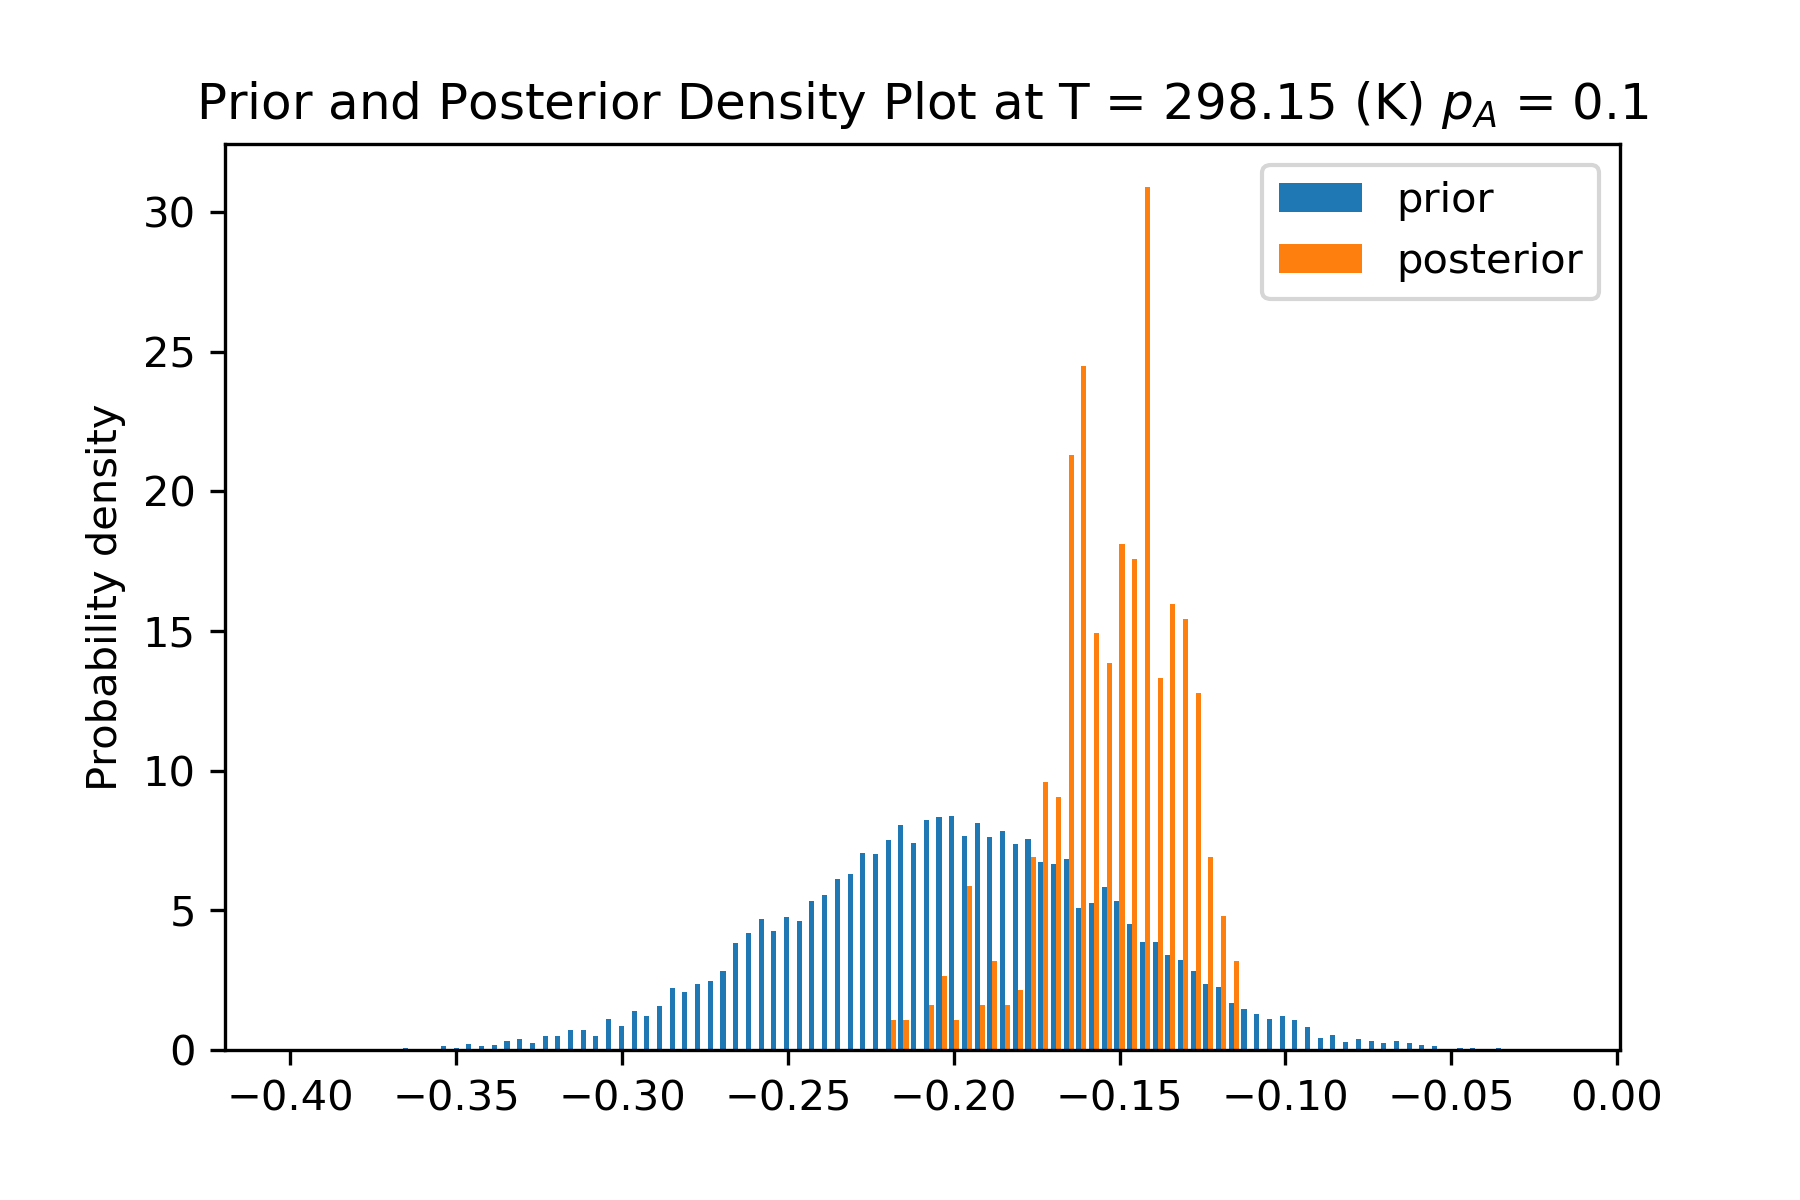 Prior and Posterior Density Plot at T = 298.15 (K) p_A = 0.1
prior
posterior
Probability density
30
25
20
15
10
5
0
−0.40 −0.35 −0.30 −0.25 −0.20 −0.15 −0.10 −0.05 0.00